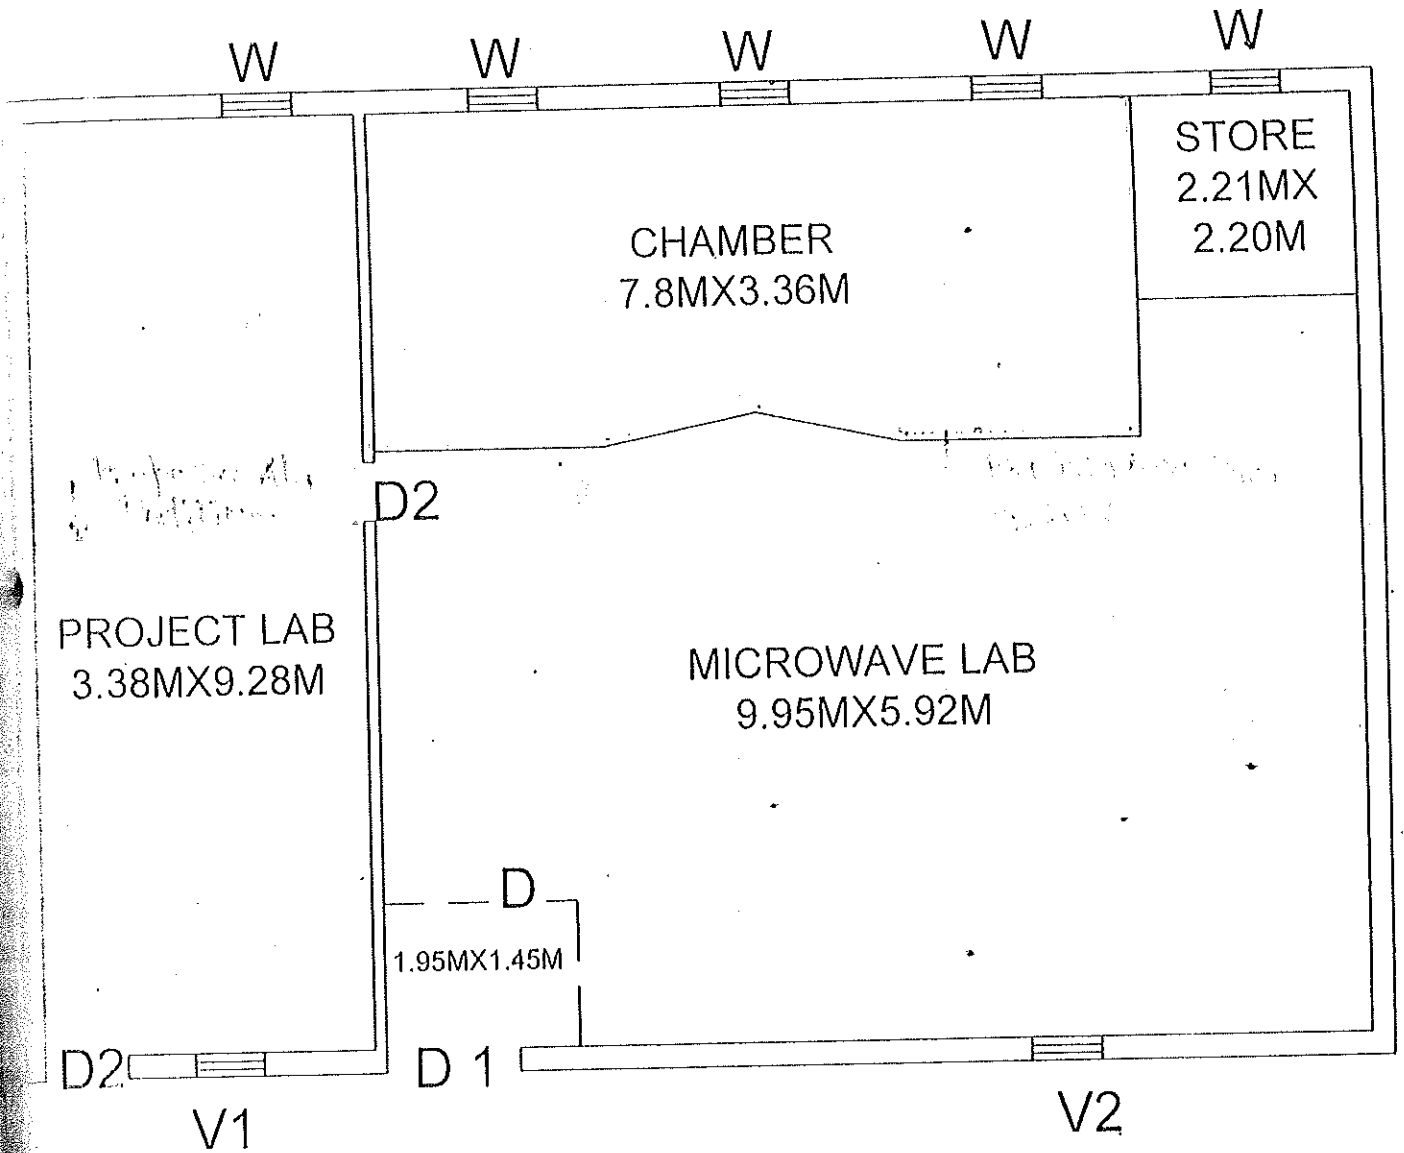 W W W W W
STORE
2.21MX
2.20M
CHAMBER
7.8MX3.36M
D2
PROJECT LAB
3.38MX9.28M
MICROWAVE LAB
9.95MX5.92M
D
1.95MX1.45M
D2 D 1
V1 V2